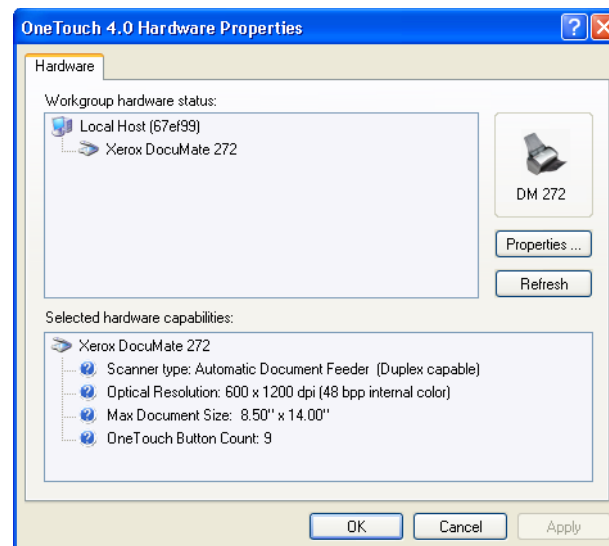 OneTouch 4.0 Hardware Properties
Hardware
Workgroup hardware status:
Local Host (67ef99)
Xerox DocuMate 272
DM 272
Properties ...
Refresh
Selected hardware capabilities:
Xerox DocuMate 272
Scanner type: Automatic Document Feeder (Duplex capable)
Optical Resolution: 600 x 1200 dpi (48 bpp internal color)
Max Document Size: 8.50" x 14.00"
OneTouch Button Count: 9
OK Cancel Apply